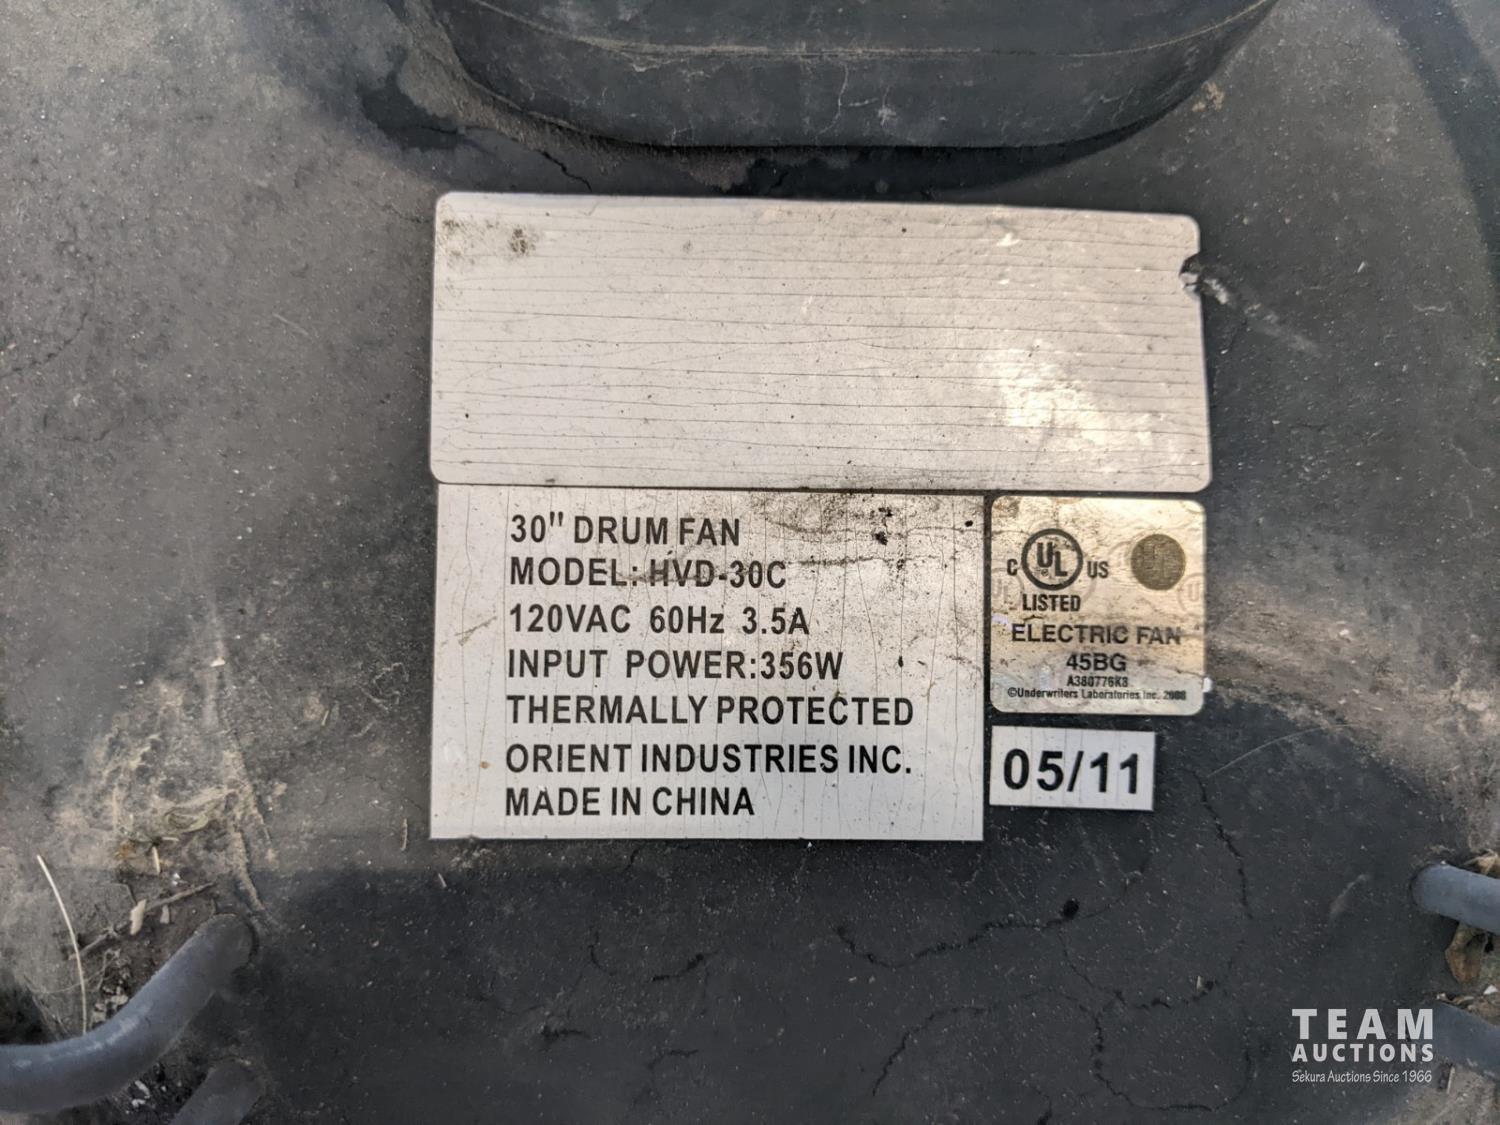 30" DRUM FAN
MODEL: HVD-30C
120VAC 60Hz 3.5A
INPUT POWER:356W
THERMALLY PROTECTED
ORIENT INDUSTRIES INC.
MADE IN CHINA
C UL US
LISTED
ELECTRIC FAN
45BG
A380776K8
©Underwriters Laboratories Inc. 2008
05/11
TEAM
AUCTIONS
Sekura Auctions Since 1966